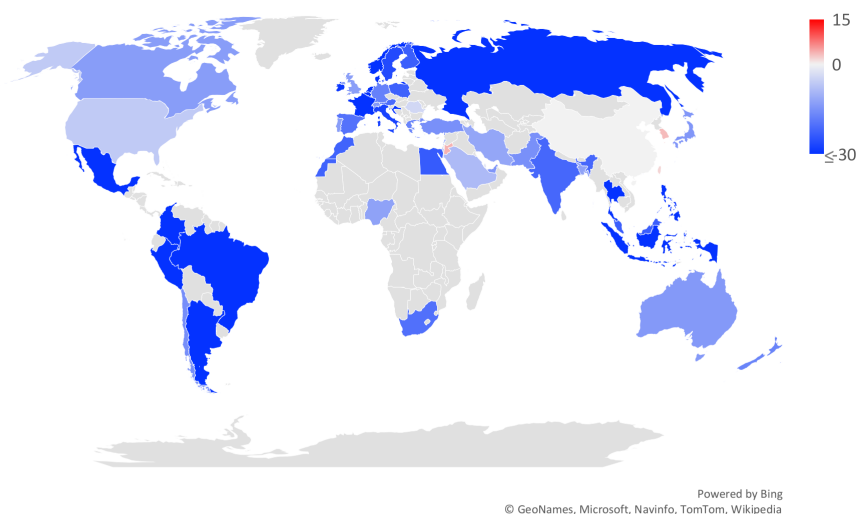 15
0
≤-30
Powered by Bing
© GeoNames, Microsoft, Navinfo, TomTom, Wikipedia